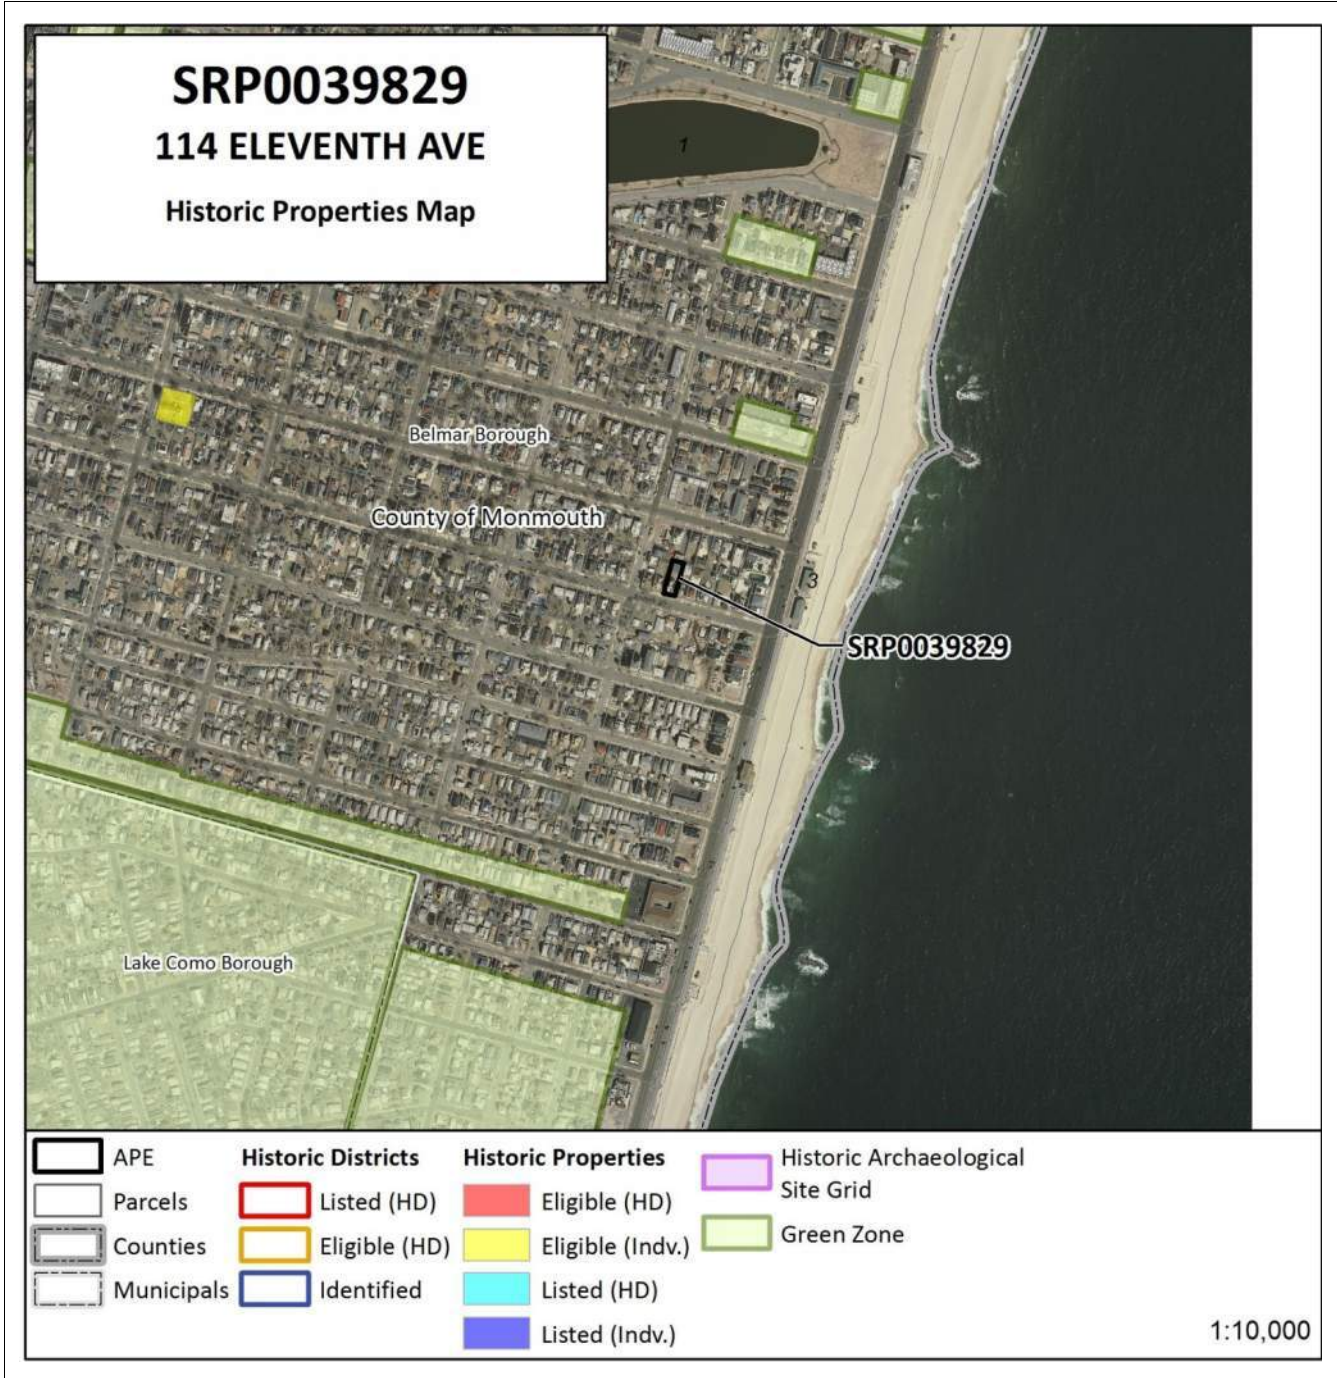 SRP0039829
114 ELEVENTH AVE
Historic Properties Map
1
Belmar Borough
County of Monmouth
3
SRP0039829
Lake Como Borough
APE
Parcels
Counties
Municipals
Historic Districts
Listed (HD)
Eligible (HD)
Identified
Historic Properties
Eligible (HD)
Eligible (Indv.)
Listed (HD)
Listed (Indv.)
Historic Archaeological
Site Grid
Green Zone
1:10,000